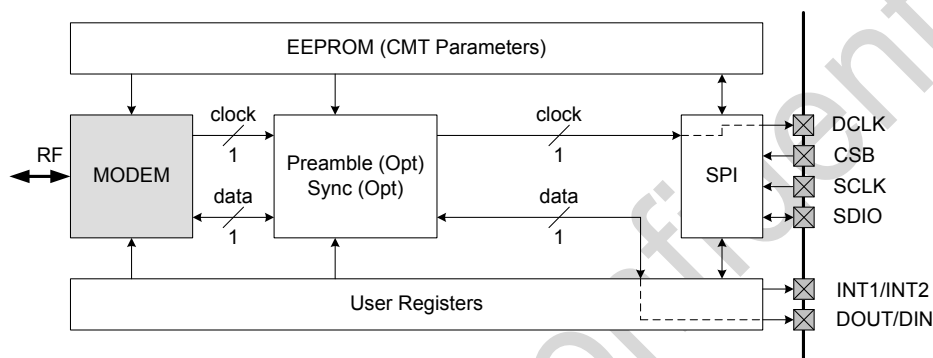 EEPROM (CMT Parameters)
clock
1
clock
1
DCLK
RF
MODEM
Preamble (Opt)
Sync (Opt)
SPI
CSB
SCLK
data
1
data
1
SDIO
User Registers
INT1/INT2
DOUT/DIN